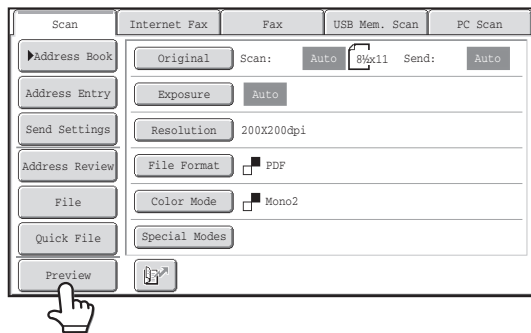 Scan Internet Fax Fax USB Mem. Scan PC Scan
Address Book Original Scan: Auto 8½x11 Send: Auto
Address Entry Exposure Auto
Send Settings Resolution 200X200dpi
Address Review File Format PDF
File Color Mode Mono2
Quick File Special Modes
Preview